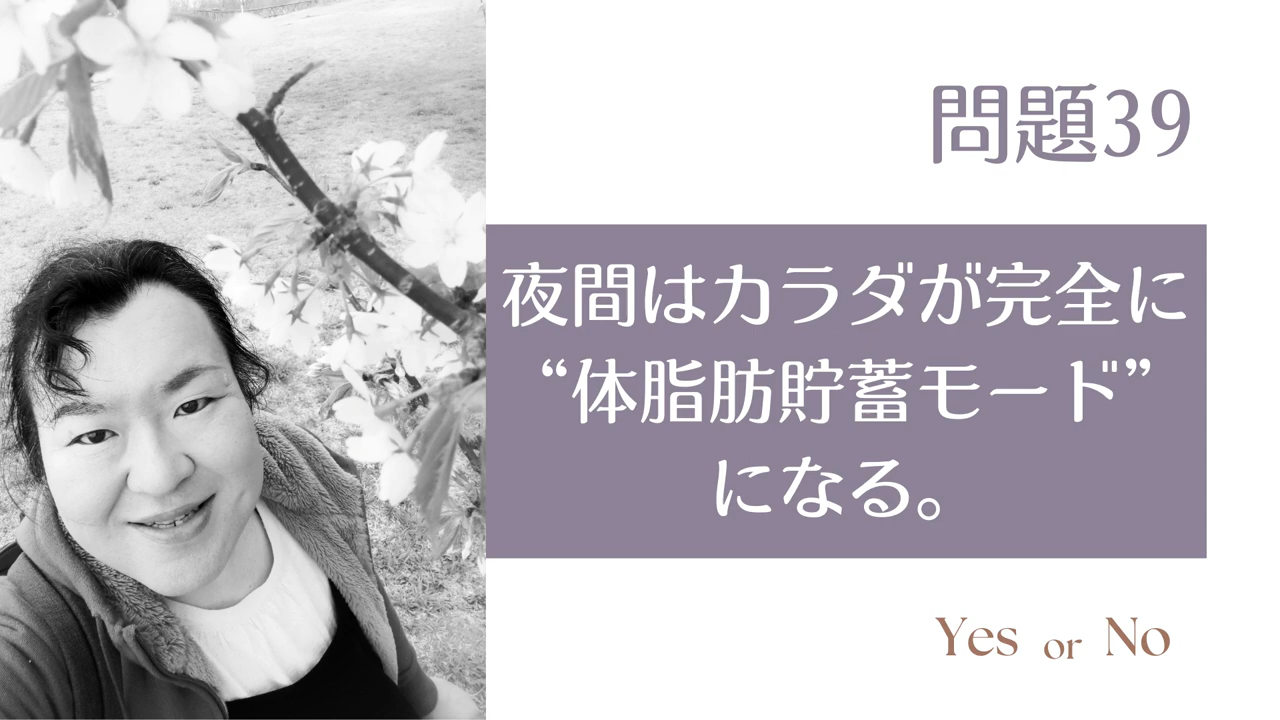 問題39
夜間はカラダが完全に
“体脂肪貯蓄モード”
になる。
Yes or No